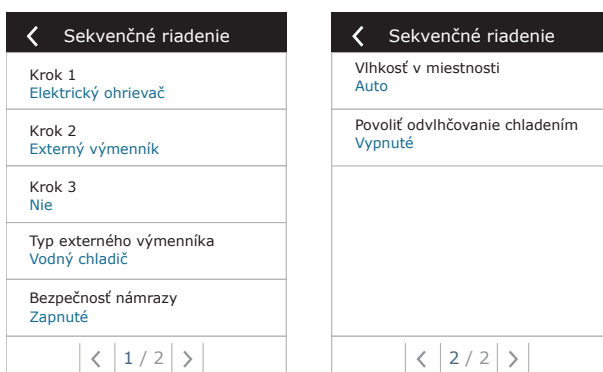 Sekvenčné riadenie
Krok 1
Elektrický ohrievač
Krok 2
Externý výmenník
Krok 3
Nie
Typ externého výmenníka
Vodný chladič
Bezpečnosť námrazy
Zapnuté
1 / 2
Sekvenčné riadenie
Vlhkosť v miestnosti
Auto
Povoliť odvlhčovanie chladením
Vypnuté
2 / 2